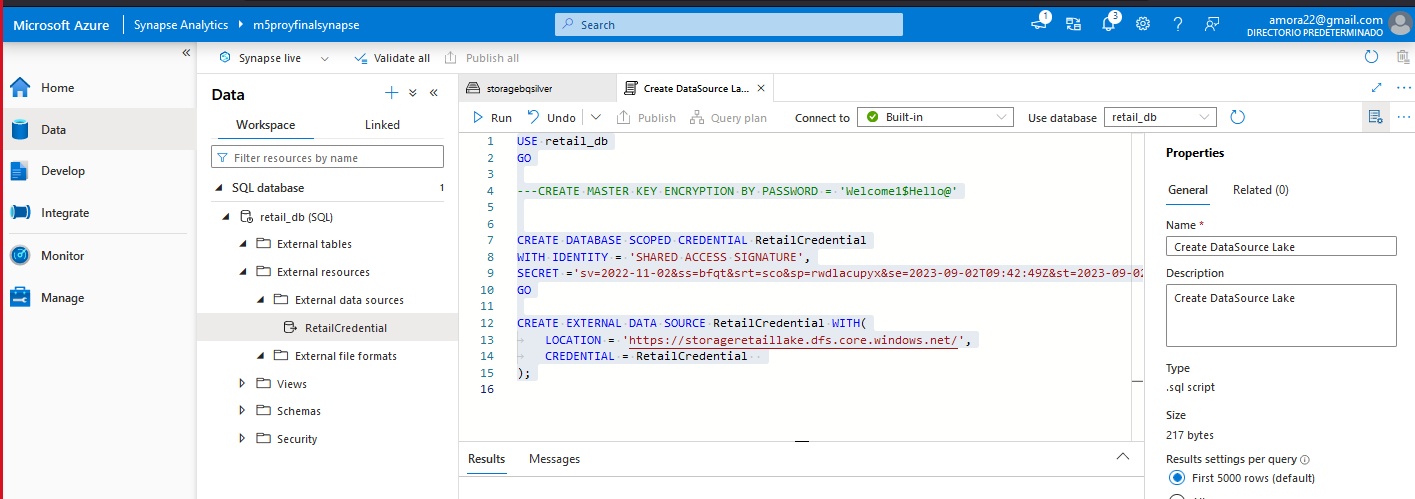 Microsoft Azure Synapse Analytics m5proyfinalsynapse Search 1 3 amora22@gmail.com
DIRECTORIO PREDETERMINADO
Synapse live Validate all Publish all
Home
Data
Develop
Integrate
Monitor
Manage
Data
Workspace Linked
Filter resources by name
SQL database 1
retail_db (SQL)
External tables
External resources
External data sources
RetailCredential
External file formats
Views
Schemas
Security
storagebqsilver Create DataSource La...
Run Undo Publish Query plan Connect to Built-in Use database retail_db
1 USE retail_db
2 GO
3
4 ---CREATE MASTER KEY ENCRYPTION BY PASSWORD = 'Welcome1$Hello@'
5
6
7 CREATE DATABASE SCOPED CREDENTIAL RetailCredential
8 WITH IDENTITY = 'SHARED ACCESS SIGNATURE',
9 SECRET ='sv=2022-11-02&ss=bfqt&srt=sco&sp=rwdlacupyx&se=2023-09-02T09:42:49Z&st=2023-09-02
10 GO
11
12 CREATE EXTERNAL DATA SOURCE RetailCredential WITH(
13 LOCATION = 'https://storageretaillake.dfs.core.windows.net/',
14 CREDENTIAL = RetailCredential
15 );
16
Results Messages
Properties
General Related (0)
Name *
Create DataSource Lake
Description
Create DataSource Lake
Type
.sql script
Size
217 bytes
Results settings per query
First 5000 rows (default)